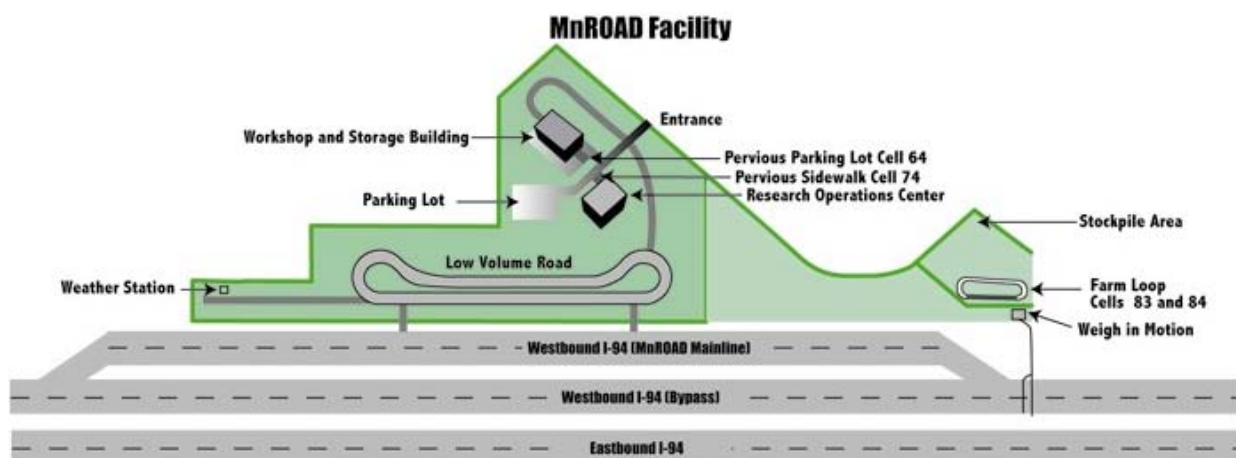 MnROAD Facility
Entrance
Workshop and Storage Building
Pervious Parking Lot Cell 64
Pervious Sidewalk Cell 74
Research Operations Center
Parking Lot
Stockpile Area
Low Volume Road
Weather Station
Farm Loop
Cells 83 and 84
Weigh in Motion
Westbound I-94 (MnROAD Mainline)
Westbound I-94 (Bypass)
Eastbound I-94